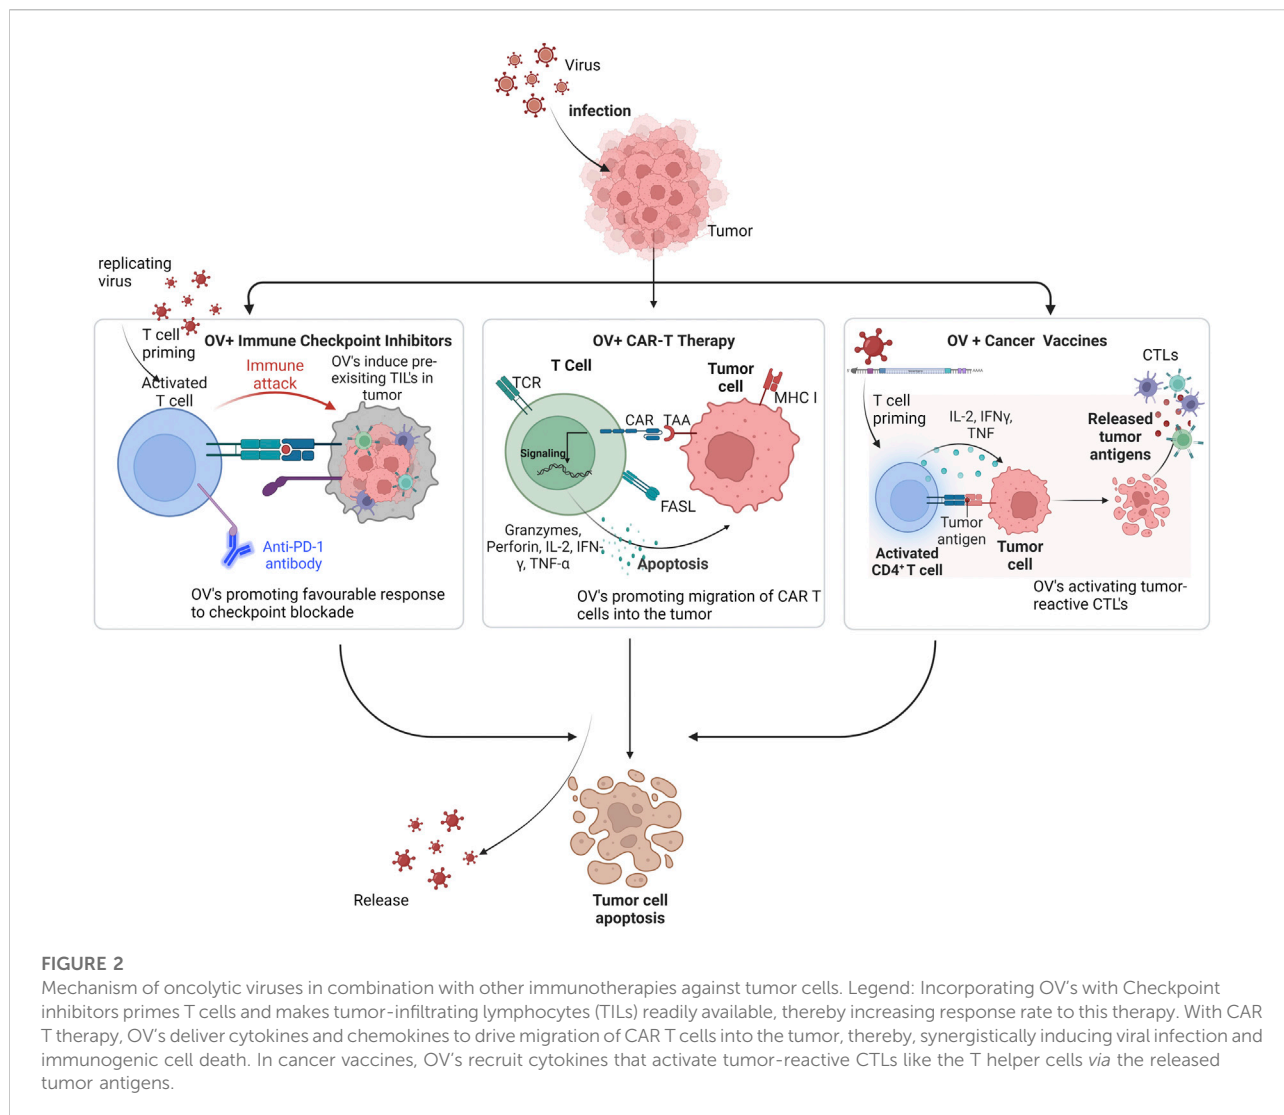 Virus
infection
Tumor
replicating
virus
T cell
priming
OV+ Immune Checkpoint Inhibitors
Activated
T cell
Immune
attack
OV's induce pre-
exisiting TIL's in
tumor
Anti-PD-1
antibody
OV's promoting favourable response
to checkpoint blockade
OV+ CAR-T Therapy
T Cell
TCR
Tumor
cell
MHC I
CAR
TAA
Signaling
FASL
Granzymes,
Perforin, IL-2, IFN-
γ, TNF-α
Apoptosis
OV's promoting migration of CAR T
cells into the tumor
OV + Cancer Vaccines
CTLs
T cell
priming
IL-2, IFNγ,
TNF
Released
tumor
antigens
Tumor
antigen
Activated
CD4⁺T cell
Tumor
cell
OV's activating tumor-
reactive CTL's
Release
Tumor cell
apoptosis
FIGURE 2
Mechanism of oncolytic viruses in combination with other immunotherapies against tumor cells. Legend: Incorporating OV's with Checkpoint
inhibitors primes T cells and makes tumor-infiltrating lymphocytes (TILs) readily available, thereby increasing response rate to this therapy. With CAR
T therapy, OV's deliver cytokines and chemokines to drive migration of CAR T cells into the tumor, thereby, synergistically inducing viral infection and
immunogenic cell death. In cancer vaccines, OV's recruit cytokines that activate tumor-reactive CTLs like the T helper cells via the released
tumor antigens.